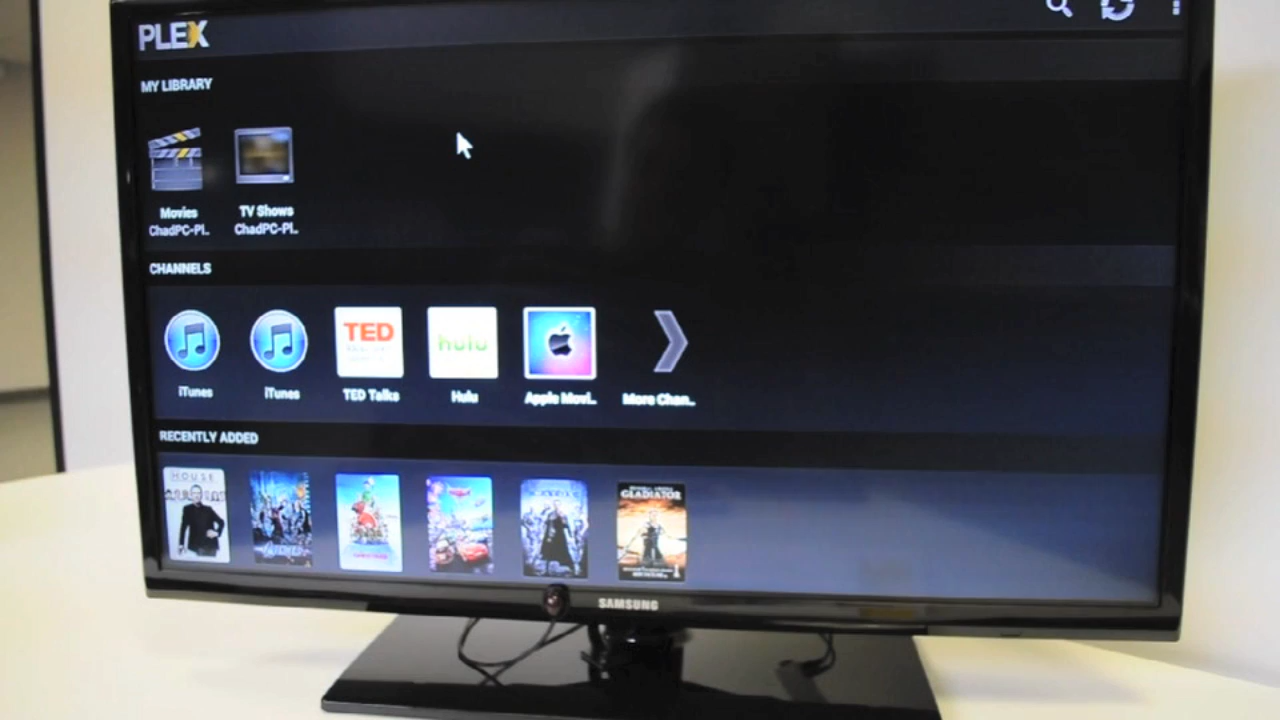 PLEX
MY LIBRARY
Movies
ChadPC-Pl..
TV Shows
ChadPC-Pl..
CHANNELS
TED
hulu
iTunes
iTunes
TED Talks
Hulu
Apple Movi..
More Chan..
RECENTLY ADDED
HOUSE
GLADIATOR
SAMSUNG